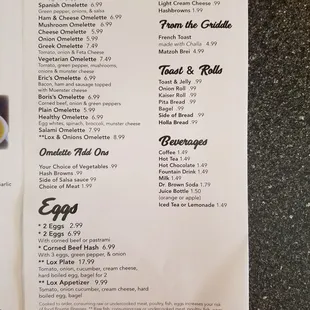 Spanish Omelette 6.99
Green pepper, onions, & salsa
Ham & Cheese Omelette 6.99
Mushroom Omelette 6.99
Cheese Omelette 5.99
Onion Omelette 5.99
Greek Omelette 7.49
Tomato, onion & Feta Cheese
Vegetarian Omelette 7.49
Tomato, green pepper, mushrooms,
onions & muenster cheese
Eric's Omelette 6.99
Bacon, ham and sausage topped
with Muenster cheese
Boris's Omelette 6.99
Corned beef, onion & green peppers
Plain Omelette 5.99
Healthy Omelette 6.99
Egg whites, spinach, broccoli, muenster cheese
Salami Omelette 7.99
**Lox & Onions Omelette 8.99
Omelette Add Ons
Your Choice of Vegetables .99
Hash Browns .99
Side of Salsa sauce .99
Choice of Meat 1.99
Eggs
* 2 Eggs 2.99
* 2 Eggs 6.99
With corned beef or pastrami
* Corned Beef Hash 6.99
With 3 eggs, green pepper, & onion
** Lox Plate 17.99
Tomato, onion, cucumber, cream cheese,
hard boiled egg, bagel for 2
** Lox Appetizer 9.99
Tomato, onion cucumber, cream cheese, hard
boiled egg, bagel
Light Cream Cheese .99
Hashbrowns 1.99
From the Griddle
French Toast
made with Challa .99
Matzoh Brei .99
Toast & Rolls
Toast & Jelly .99
Onion Roll .99
Kaiser Roll .99
Pita Bread .99
Bagel .99
Side of Bread .99
Holla Bread .99
Beverages
Coffee 1.49
Hot Tea 1.49
Hot Chocolate 1.49
Fountain Drink 1.49
Milk 1.49
Dr. Brown Soda 1.79
Juice Bottle 1.50
(orange or apple)
Iced Tea or Lemonade 1.49